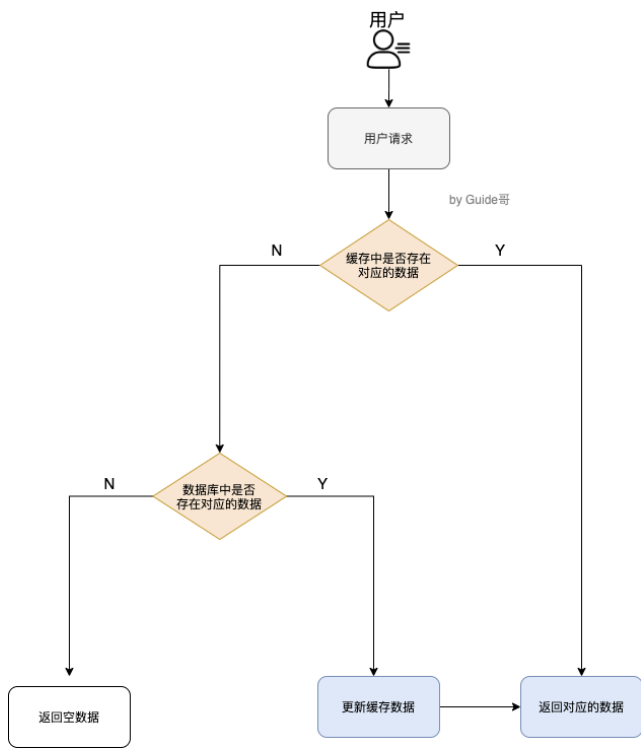 用户
用户请求
by Guide哥
N
缓存中是否存在
对应的数据
Y
N
数据库中是否
存在对应的数据
Y
返回空数据
更新缓存数据
返回对应的数据